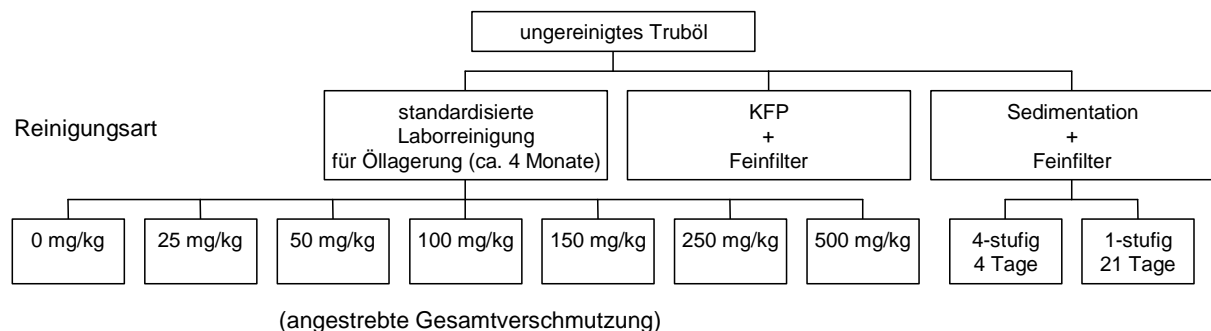 ungereinigtes Truböl
Reinigungsart
standardisierte
Laborreinigung
für Öllagerung (ca. 4 Monate)
KFP
+
Feinfilter
Sedimentation
+
Feinfilter
0 mg/kg
25 mg/kg
50 mg/kg
100 mg/kg
150 mg/kg
250 mg/kg
500 mg/kg
4-stufig
4 Tage
1-stufig
21 Tage
(angestrebte Gesamtverschmutzung)